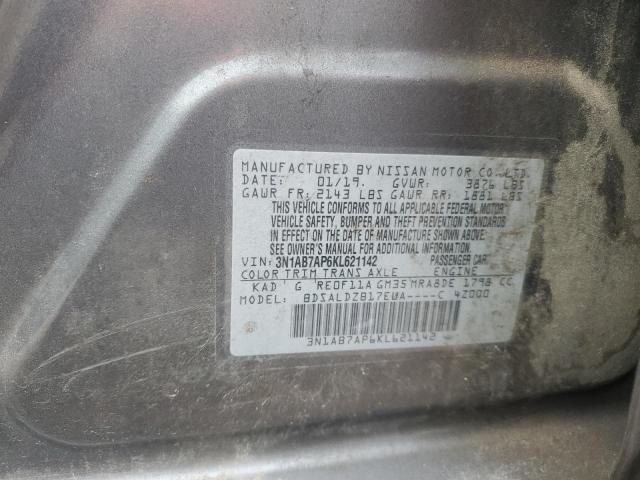 MANUFACTURED BY NISSAN MOTOR CO.,LTD.
DATE: 01/19. GVWR: 3876 LBS
GAWR FR: 2143 LBS GAWR RR: 1881 LBS
THIS VEHICLE CONFORMS TO ALL APPLICABLE FEDERAL MOTOR
VEHICLE SAFETY, BUMPER AND THEFT PREVENTION STANDARDS
IN EFFECT ON THE DATE OF MANUFACTURE SHOWN ABOVE.
SEE OWNER'S MANUAL FOR ADDITIONAL INFORMATION.
VIN: 3N1AB7AP6KL621142 PASSENGER CAR
COLOR TRIM TRANS AXLE ENGINE
KAD G RE0F11A GM35 MRA8DE 1798 CC
MODEL: BDSALDZB17EUA----C 4Z000
3N1AB7AP6KL621142